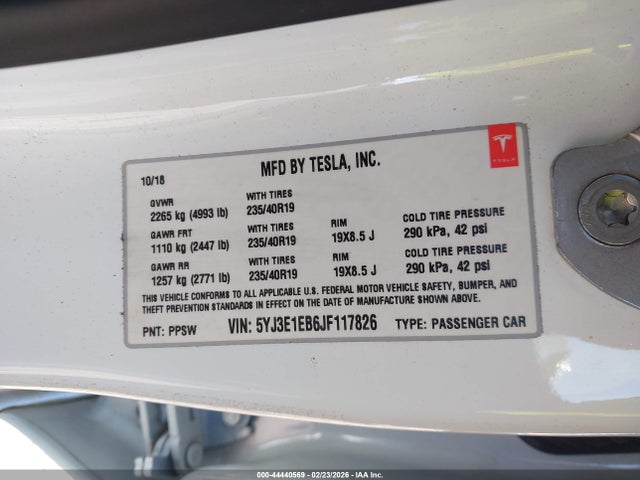 MFD BY TESLA, INC.
TESLA
10/18
GVWR
2265 kg (4993 lb)
WITH TIRES
235/40R19
GAWR FRT
1110 kg (2447 lb)
WITH TIRES
235/40R19
RIM
19X8.5 J
COLD TIRE PRESSURE
290 kPa, 42 psi
GAWR RR
1257 kg (2771 lb)
WITH TIRES
235/40R19
RIM
19X8.5 J
COLD TIRE PRESSURE
290 kPa, 42 psi
THIS VEHICLE CONFORMS TO ALL APPLICABLE U.S. FEDERAL MOTOR VEHICLE SAFETY, BUMPER, AND
THEFT PREVENTION STANDARDS IN EFFECT ON THE DATE OF MANUFACTURE SHOWN ABOVE.
PNT: PPSW
VIN: 5YJ3E1EB6JF117826
TYPE: PASSENGER CAR
000-44440569 - 02/23/2026 - IAA Inc.